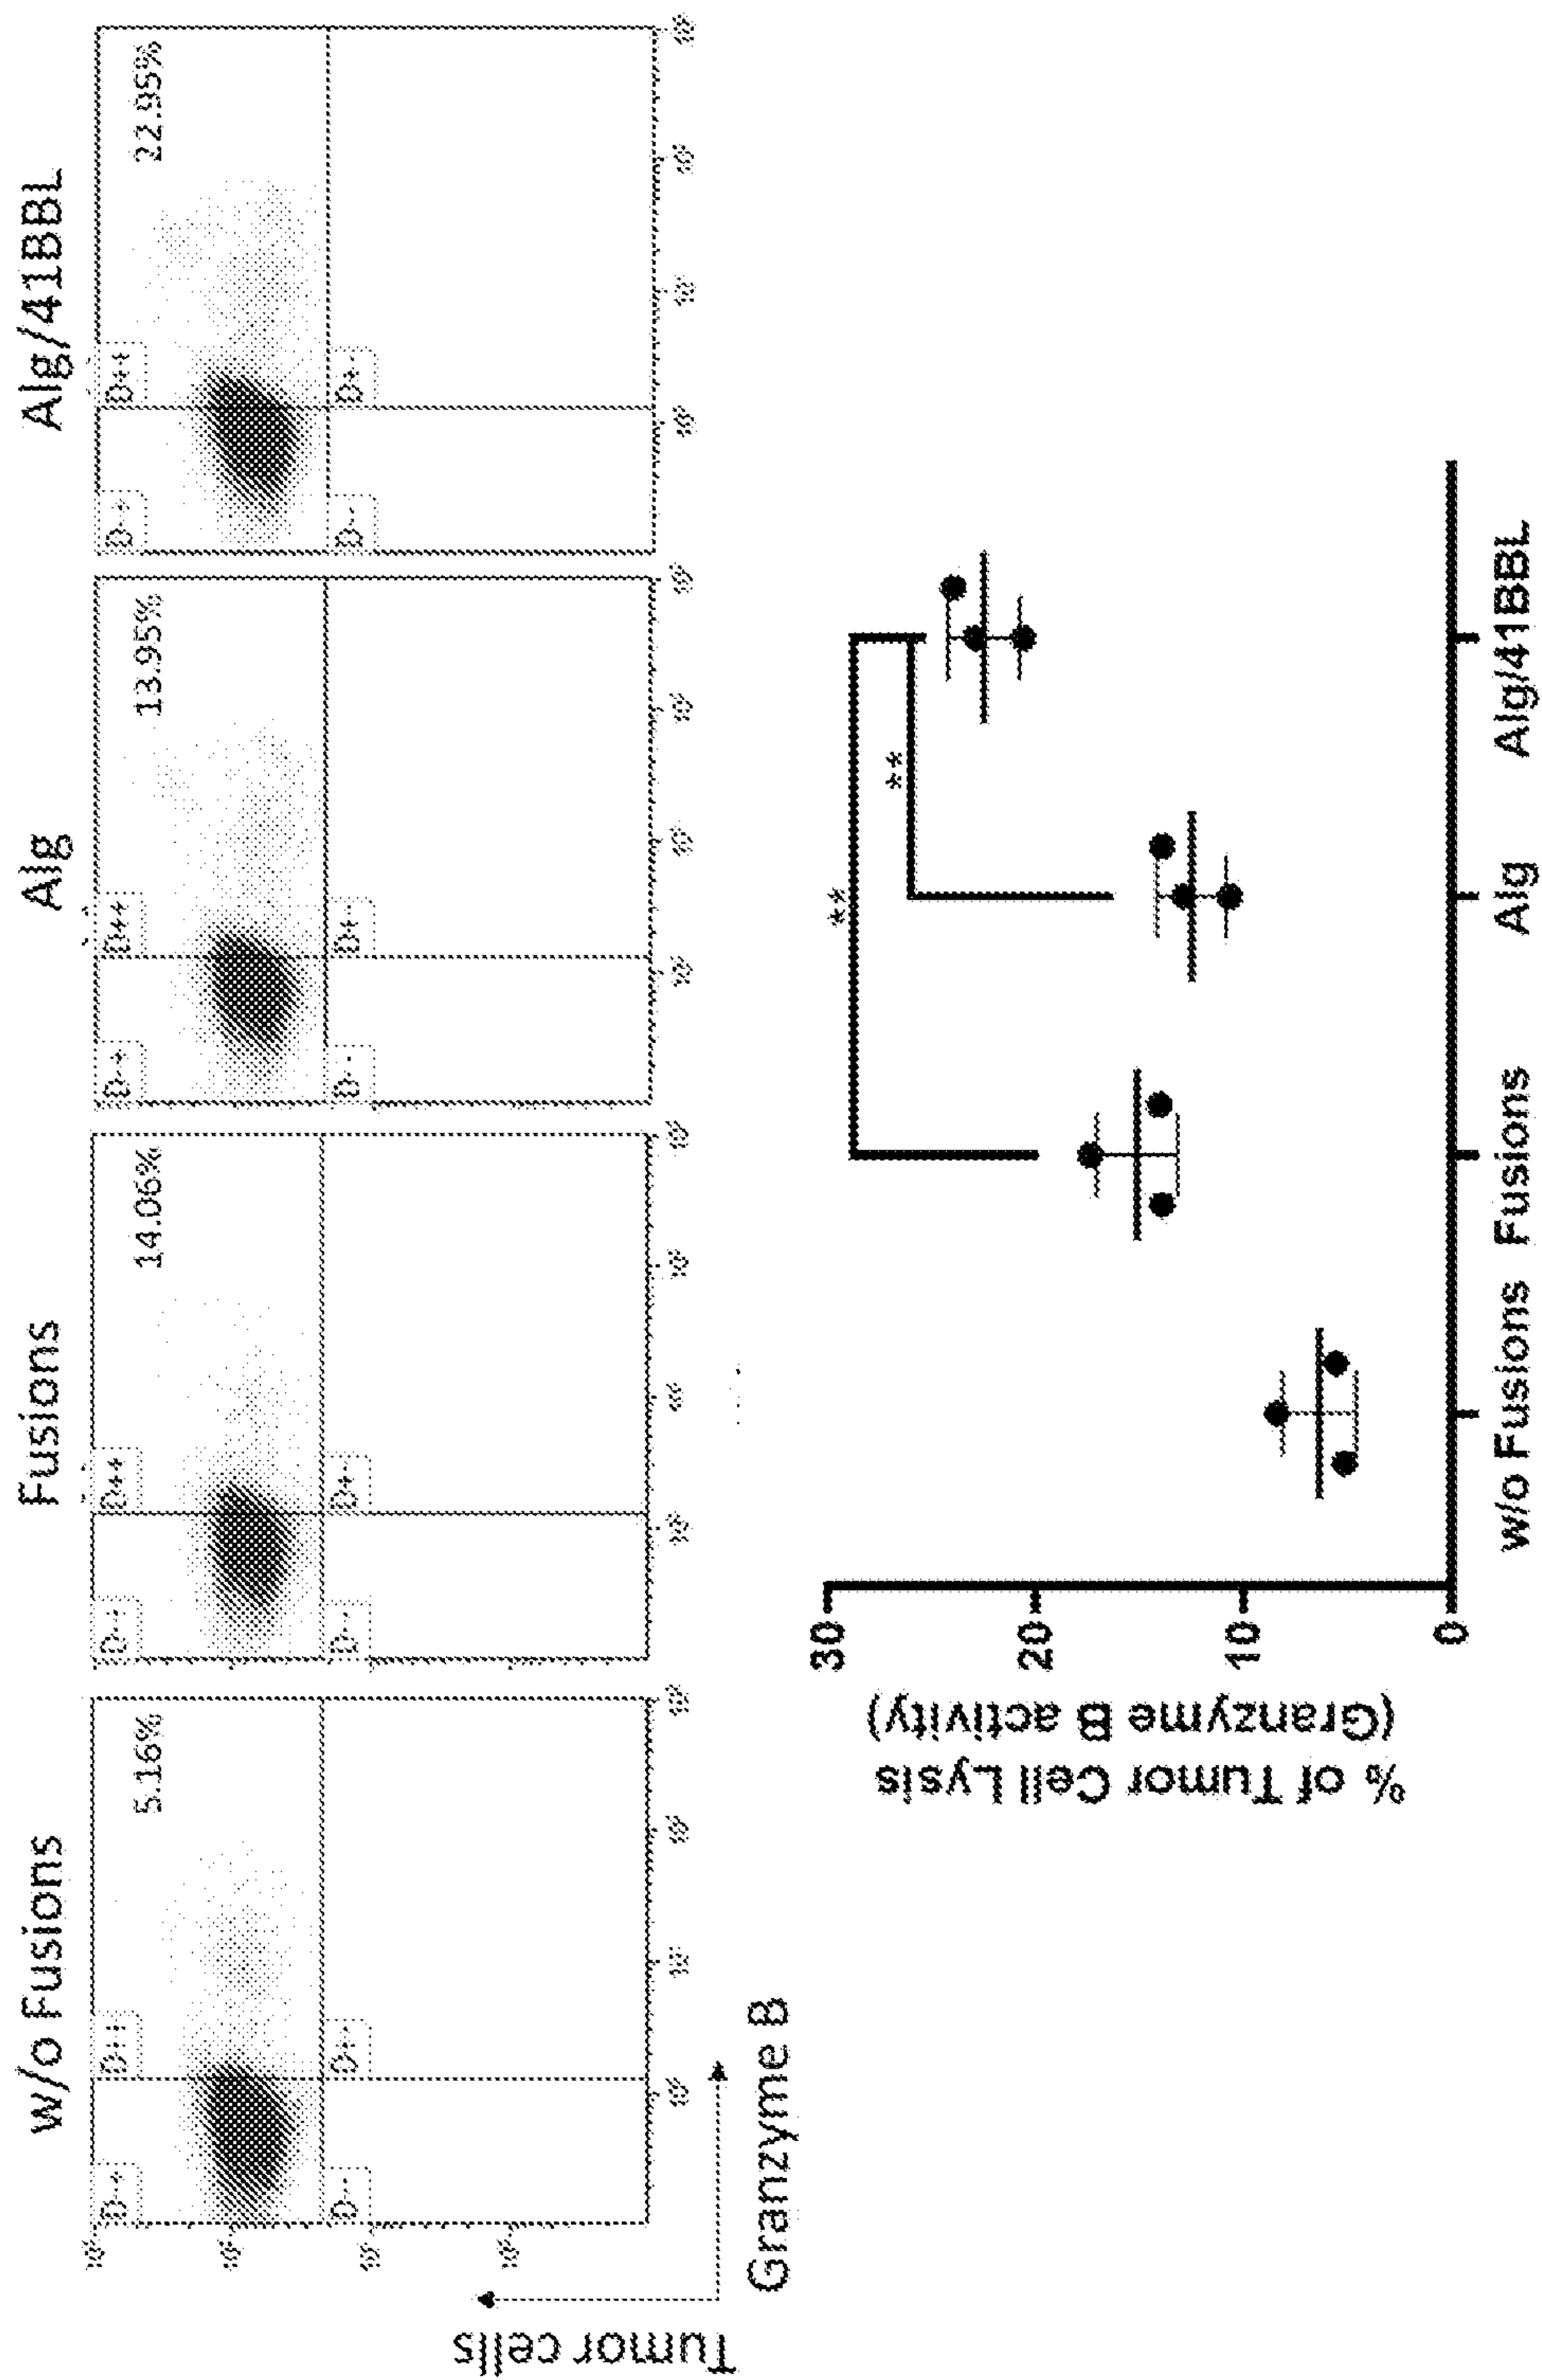 w/o Fusions
Fusions
Alg
Alg/41BBL
D-+
D++
5.16%
D--
D+-
D-+
D++
14.06%
D--
D+-
D-+
D++
13.95%
D--
D+-
D-+
D++
22.95%
D--
D+-
Tumor cells
Granzyme B
% of Tumor Cell Lysis
(Granzyme B activity)
30
20
10
0
**
**
w/o Fusions
Fusions
Alg
Alg/41BBL